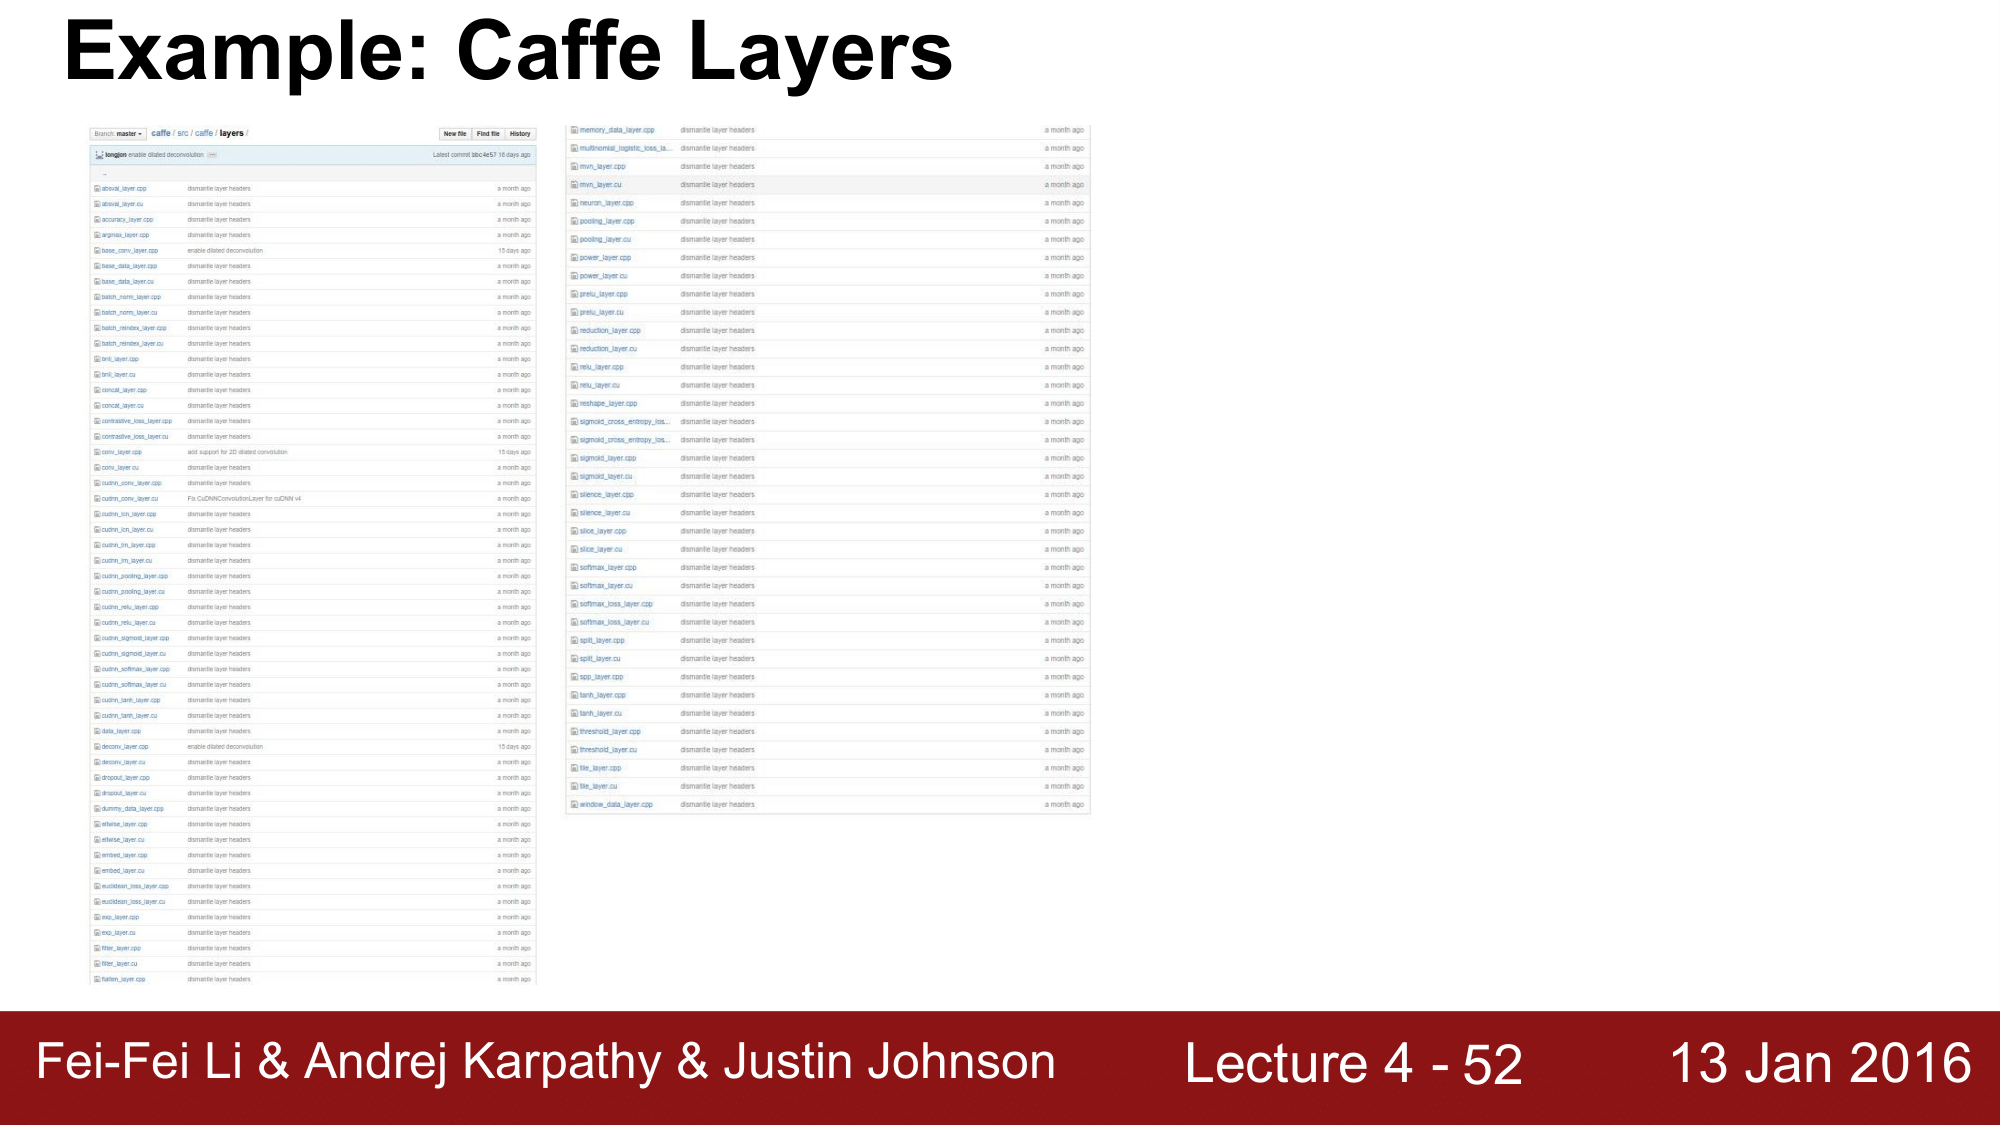 Example: Caffe Layers
Branch: master caffe / src / caffe / layers /
New file Find file History
longjon enable dilated deconvolution ... Latest commit bbc4e57 16 days ago
..
absval_layer.cpp dismantle layer headers a month ago
absval_layer.cu dismantle layer headers a month ago
accuracy_layer.cpp dismantle layer headers a month ago
argmax_layer.cpp dismantle layer headers a month ago
base_conv_layer.cpp enable dilated deconvolution 15 days ago
base_data_layer.cpp dismantle layer headers a month ago
base_data_layer.cu dismantle layer headers a month ago
batch_norm_layer.cpp dismantle layer headers a month ago
batch_norm_layer.cu dismantle layer headers a month ago
batch_reindex_layer.cpp dismantle layer headers a month ago
batch_reindex_layer.cu dismantle layer headers a month ago
bnll_layer.cpp dismantle layer headers a month ago
bnll_layer.cu dismantle layer headers a month ago
concat_layer.cpp dismantle layer headers a month ago
concat_layer.cu dismantle layer headers a month ago
contrastive_loss_layer.cpp dismantle layer headers a month ago
contrastive_loss_layer.cu dismantle layer headers a month ago
conv_layer.cpp add support for 2D dilated convolution 15 days ago
conv_layer.cu dismantle layer headers a month ago
cudnn_conv_layer.cpp dismantle layer headers a month ago
cudnn_conv_layer.cu Fix CuDNNConvolutionLayer for cuDNN v4 a month ago
cudnn_lcn_layer.cpp dismantle layer headers a month ago
cudnn_lcn_layer.cu dismantle layer headers a month ago
cudnn_lrn_layer.cpp dismantle layer headers a month ago
cudnn_lrn_layer.cu dismantle layer headers a month ago
cudnn_pooling_layer.cpp dismantle layer headers a month ago
cudnn_pooling_layer.cu dismantle layer headers a month ago
cudnn_relu_layer.cpp dismantle layer headers a month ago
cudnn_relu_layer.cu dismantle layer headers a month ago
cudnn_sigmoid_layer.cpp dismantle layer headers a month ago
cudnn_sigmoid_layer.cu dismantle layer headers a month ago
cudnn_softmax_layer.cpp dismantle layer headers a month ago
cudnn_softmax_layer.cu dismantle layer headers a month ago
cudnn_tanh_layer.cpp dismantle layer headers a month ago
cudnn_tanh_layer.cu dismantle layer headers a month ago
data_layer.cpp dismantle layer headers a month ago
deconv_layer.cpp enable dilated deconvolution 15 days ago
deconv_layer.cu dismantle layer headers a month ago
dropout_layer.cpp dismantle layer headers a month ago
dropout_layer.cu dismantle layer headers a month ago
dummy_data_layer.cpp dismantle layer headers a month ago
eltwise_layer.cpp dismantle layer headers a month ago
eltwise_layer.cu dismantle layer headers a month ago
embed_layer.cpp dismantle layer headers a month ago
embed_layer.cu dismantle layer headers a month ago
euclidean_loss_layer.cpp dismantle layer headers a month ago
euclidean_loss_layer.cu dismantle layer headers a month ago
exp_layer.cpp dismantle layer headers a month ago
exp_layer.cu dismantle layer headers a month ago
filter_layer.cpp dismantle layer headers a month ago
filter_layer.cu dismantle layer headers a month ago
flatten_layer.cpp dismantle layer headers a month ago
memory_data_layer.cpp dismantle layer headers a month ago
multinomial_logistic_loss_la... dismantle layer headers a month ago
mvn_layer.cpp dismantle layer headers a month ago
mvn_layer.cu dismantle layer headers a month ago
neuron_layer.cpp dismantle layer headers a month ago
pooling_layer.cpp dismantle layer headers a month ago
pooling_layer.cu dismantle layer headers a month ago
power_layer.cpp dismantle layer headers a month ago
power_layer.cu dismantle layer headers a month ago
prelu_layer.cpp dismantle layer headers a month ago
prelu_layer.cu dismantle layer headers a month ago
reduction_layer.cpp dismantle layer headers a month ago
reduction_layer.cu dismantle layer headers a month ago
relu_layer.cpp dismantle layer headers a month ago
relu_layer.cu dismantle layer headers a month ago
reshape_layer.cpp dismantle layer headers a month ago
sigmoid_cross_entropy_los... dismantle layer headers a month ago
sigmoid_cross_entropy_los... dismantle layer headers a month ago
sigmoid_layer.cpp dismantle layer headers a month ago
sigmoid_layer.cu dismantle layer headers a month ago
silence_layer.cpp dismantle layer headers a month ago
silence_layer.cu dismantle layer headers a month ago
slice_layer.cpp dismantle layer headers a month ago
slice_layer.cu dismantle layer headers a month ago
softmax_layer.cpp dismantle layer headers a month ago
softmax_layer.cu dismantle layer headers a month ago
softmax_loss_layer.cpp dismantle layer headers a month ago
softmax_loss_layer.cu dismantle layer headers a month ago
split_layer.cpp dismantle layer headers a month ago
split_layer.cu dismantle layer headers a month ago
spp_layer.cpp dismantle layer headers a month ago
tanh_layer.cpp dismantle layer headers a month ago
tanh_layer.cu dismantle layer headers a month ago
threshold_layer.cpp dismantle layer headers a month ago
threshold_layer.cu dismantle layer headers a month ago
tile_layer.cpp dismantle layer headers a month ago
tile_layer.cu dismantle layer headers a month ago
window_data_layer.cpp dismantle layer headers a month ago
Fei-Fei Li & Andrej Karpathy & Justin Johnson Lecture 4 - 52 13 Jan 2016